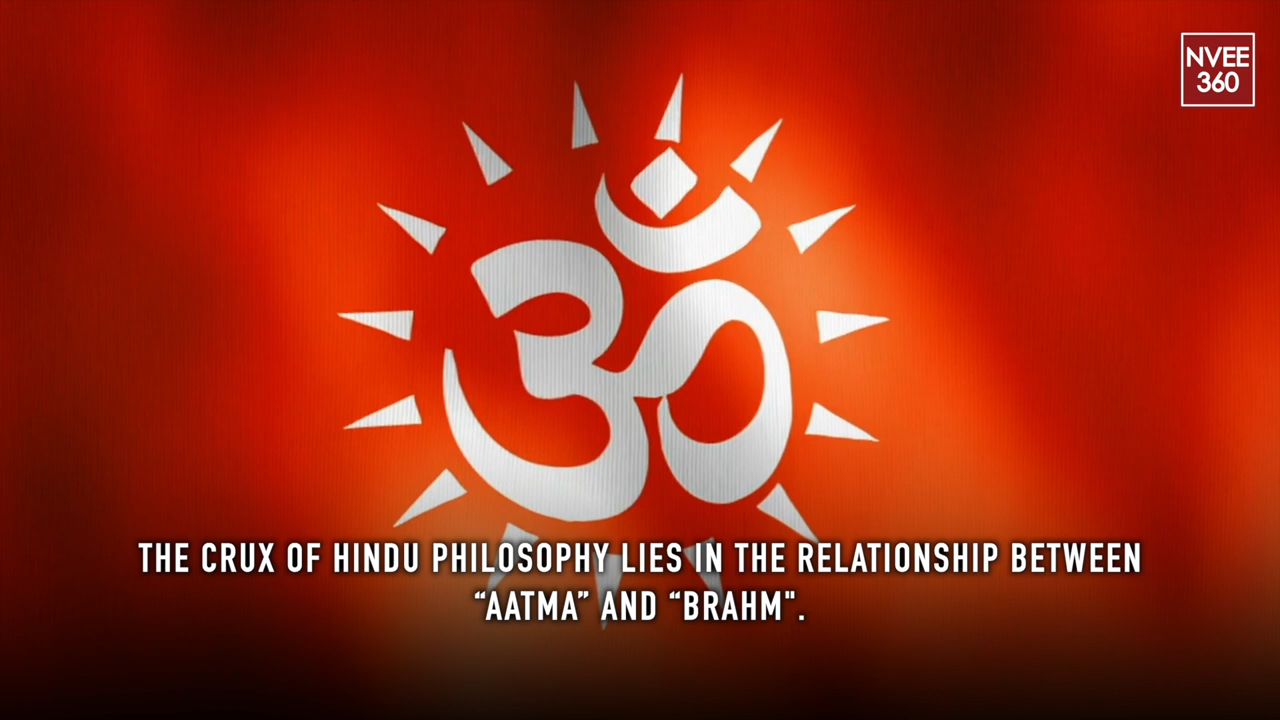 NVEE
360
ॐ
THE CRUX OF HINDU PHILOSOPHY LIES IN THE RELATIONSHIP BETWEEN
“AATMA” AND “BRAHM".